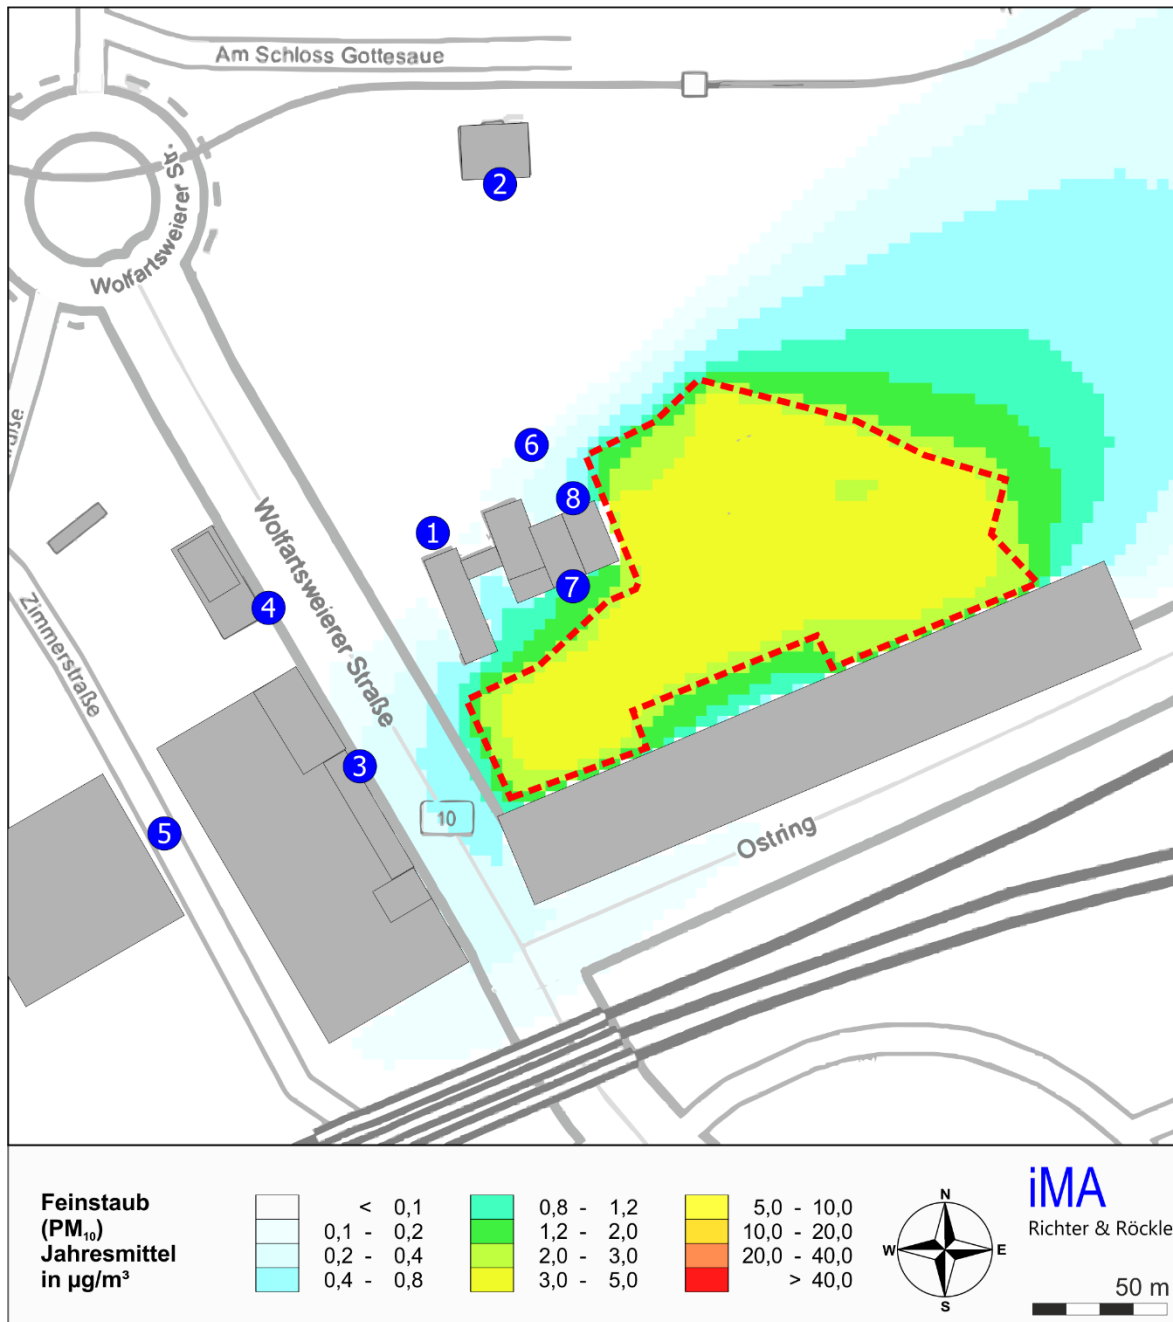 Am Schloss Gottesaue
Wolfartsweierer Str.
2
6
8
1
7
4
3
5
Wolfartsweierer Straße
Zimmerstraße
raße
10
Ostring
Feinstaub
(PM₁₀)
Jahresmittel
in µg/m³
< 0,1
0,1 - 0,2
0,2 - 0,4
0,4 - 0,8
0,8 - 1,2
1,2 - 2,0
2,0 - 3,0
3,0 - 5,0
5,0 - 10,0
10,0 - 20,0
20,0 - 40,0
> 40,0
N
W
E
S
iMA
Richter & Röckle
50 m